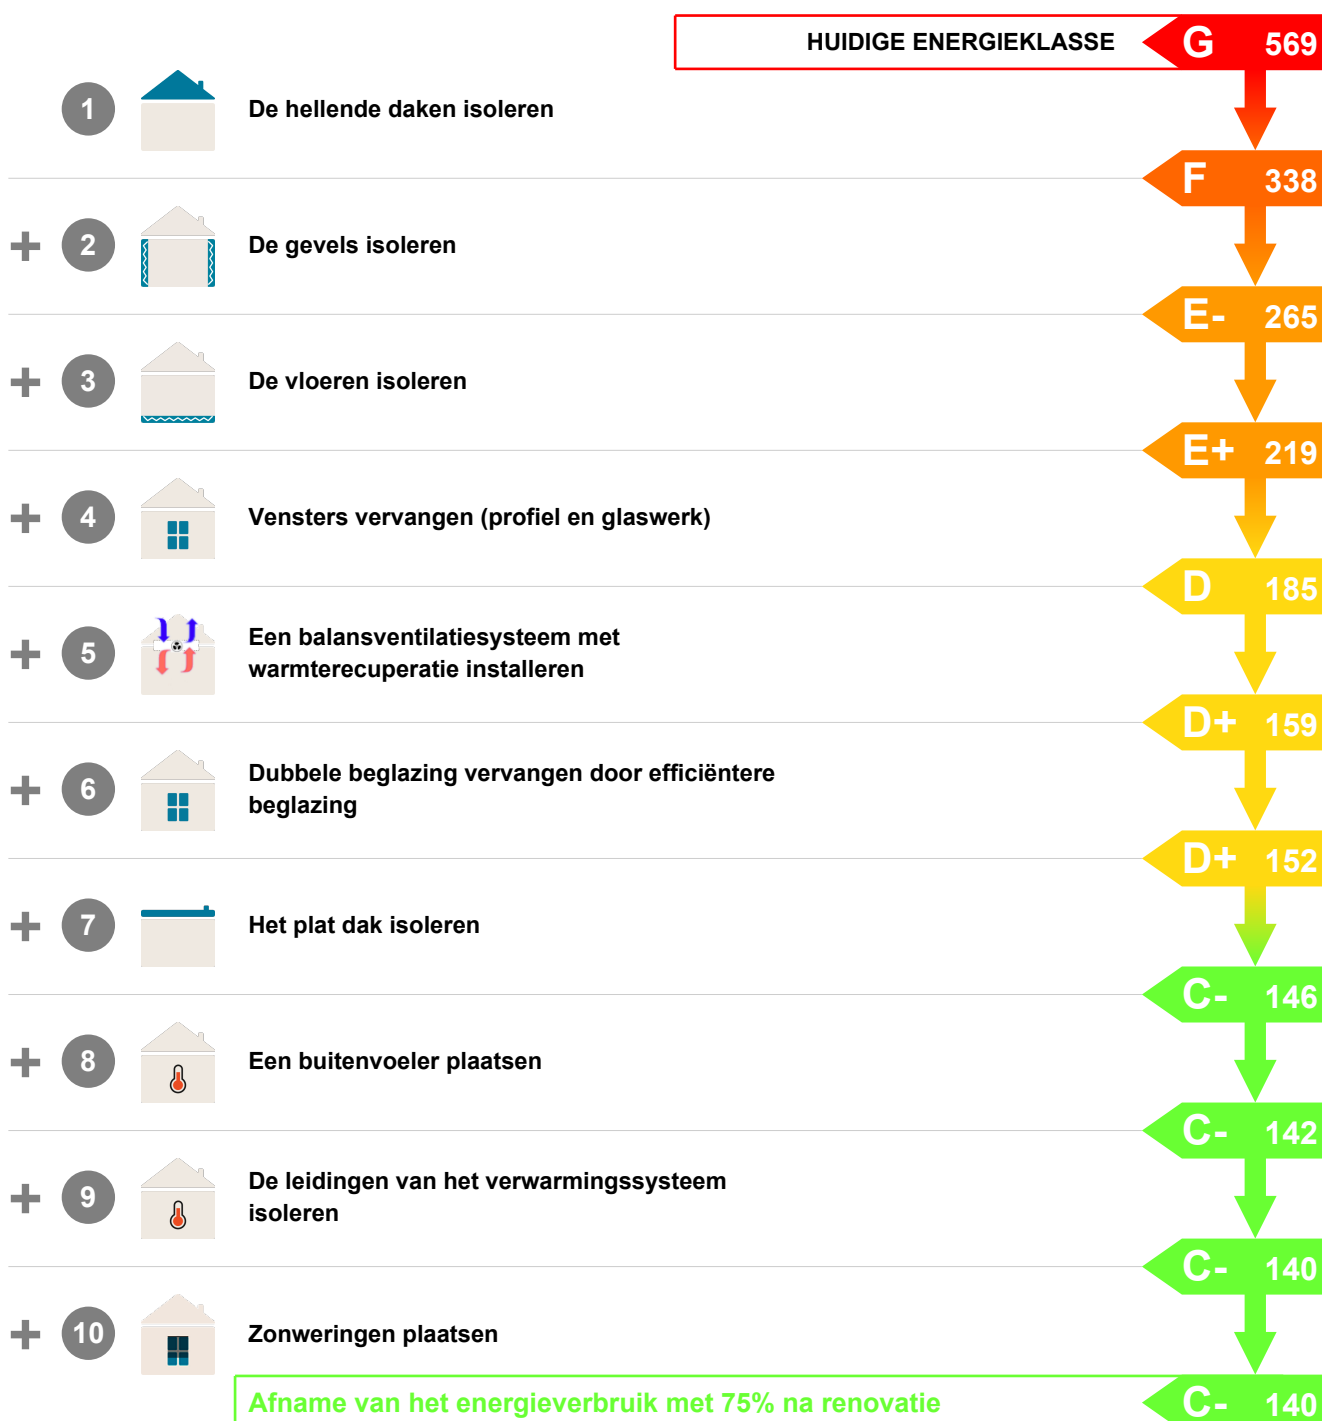 HUIDIGE ENERGIEKLASSE G 569
1 De hellende daken isoleren
F 338
+ 2 De gevels isoleren
E- 265
+ 3 De vloeren isoleren
E+ 219
+ 4 Vensters vervangen (profiel en glaswerk)
D 185
+ 5 Een balansventilatiesysteem met
warmterecuperatie installeren
D+ 159
+ 6 Dubbele beglazing vervangen door efficiëntere
beglazing
D+ 152
+ 7 Het plat dak isoleren
C- 146
+ 8 Een buitenvoeler plaatsen
C- 142
+ 9 De leidingen van het verwarmingssysteem
isoleren
C- 140
+ 10 Zonweringen plaatsen
Afname van het energieverbruik met 75% na renovatie C- 140